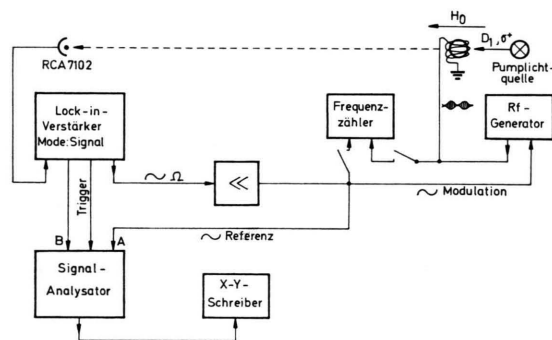 H₀
D₁, σ⁺
Pumplicht-
quelle
RCA 7102
Lock-in-
Verstärker
Mode: Signal
Frequenz-
zähler
Rf-
Generator
∼ Ω
≪
∼ Modulation
Trigger
B
A
∼ Referenz
Signal-
Analysator
X-Y-
Schreiber